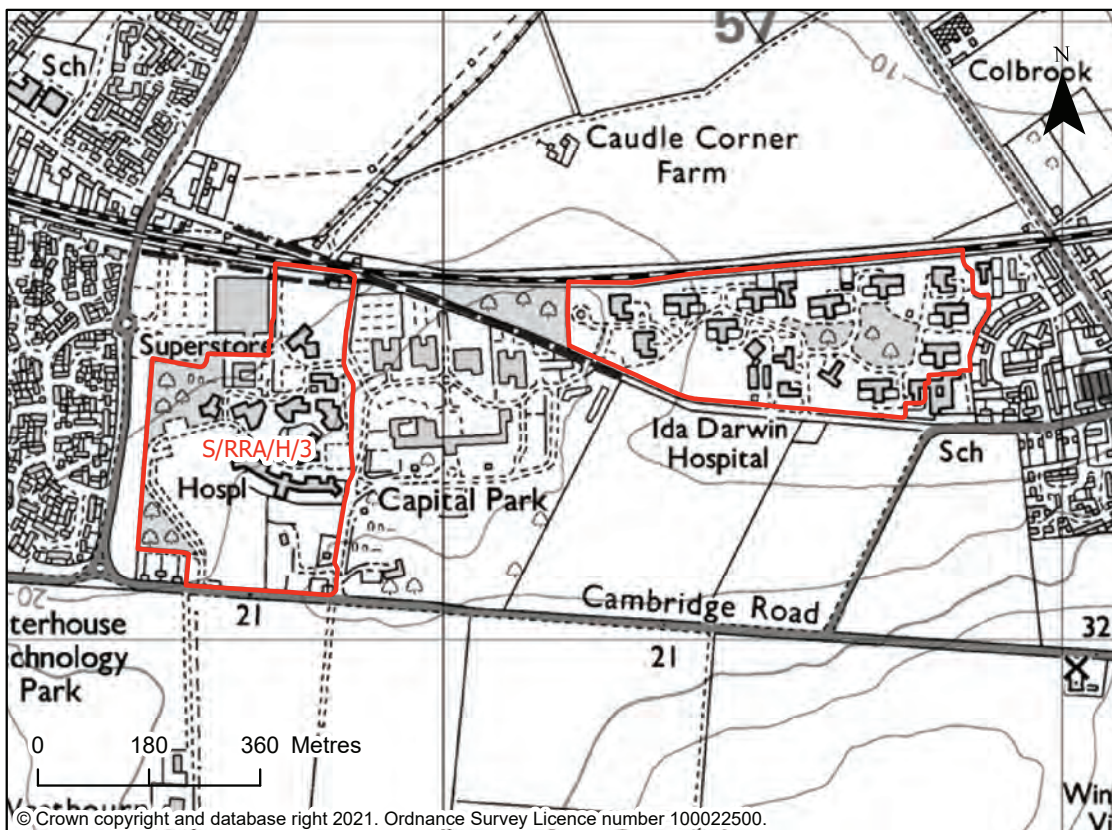 57
N
Sch
Colbrook
10
Caudle Corner
Farm
Superstore
S/RRA/H/3
Hospl
Capital Park
Ida Darwin
Hospital
Sch
20
21
Cambridge Road
21
32
terhouse
chnology
Park
0 180 360 Metres
Win
Vi
© Crown copyright and database right 2021. Ordnance Survey Licence number 100022500.